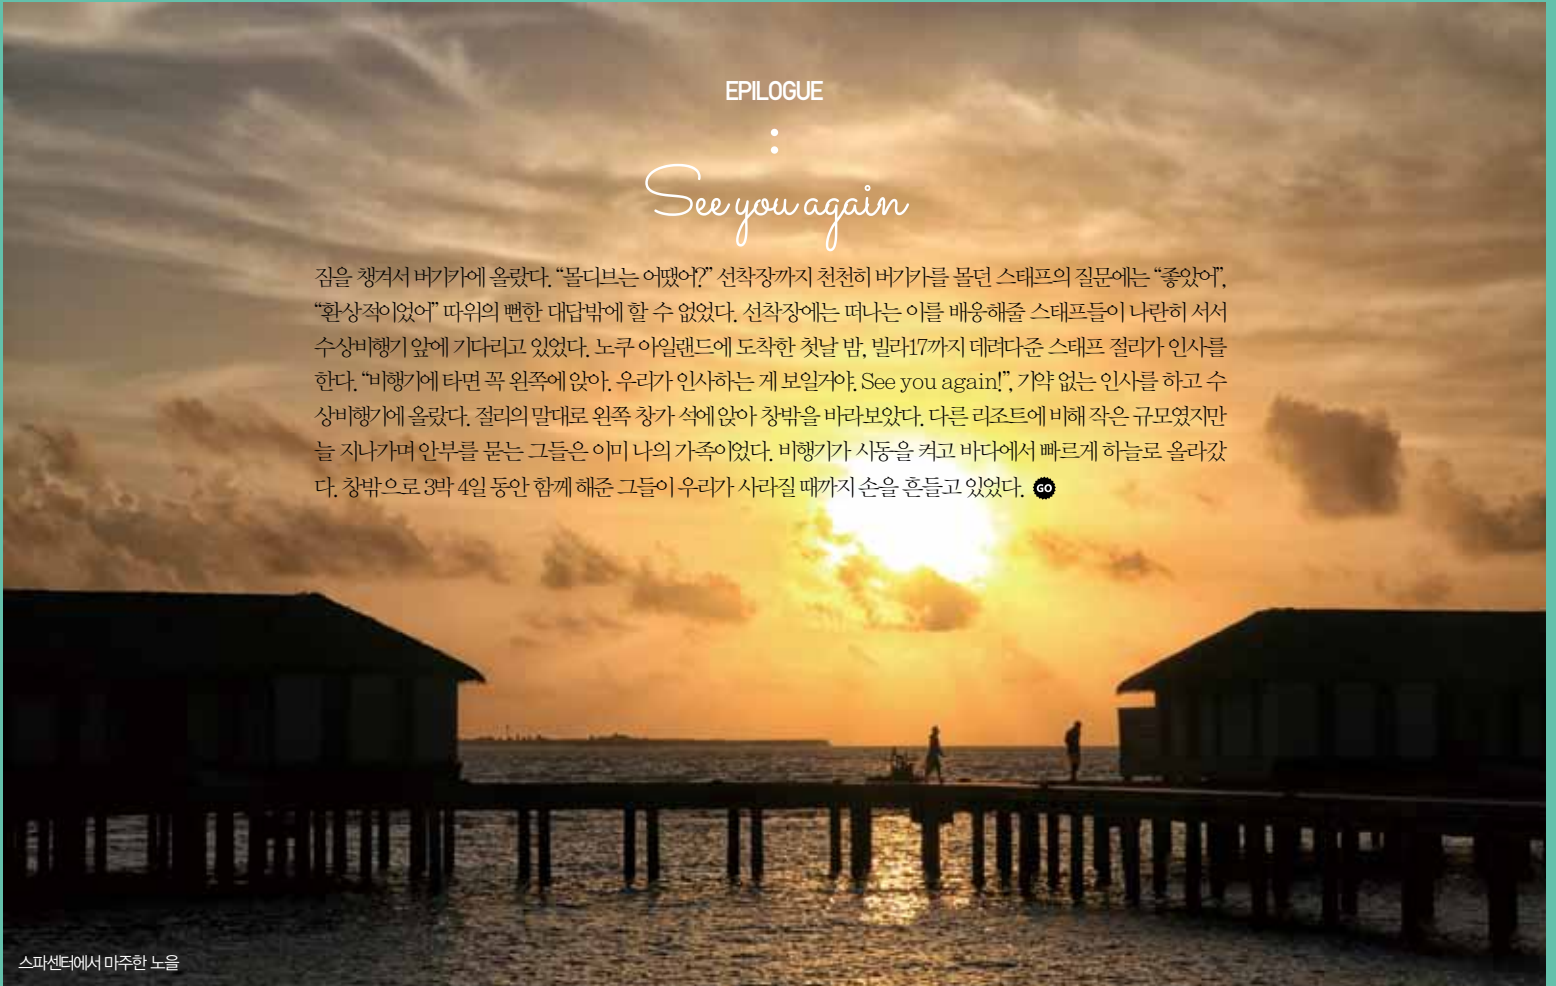 EPILOGUE
:
See you again
짐을 챙겨서 버기카에 올랐다. “몰디브는 어땠어?” 선착장까지 천천히 버기카를 몰던 스태프의 질문에는 “좋았어”,
“환상적이었어” 따위의 뻔한 대답밖에 할 수 없었다. 선착장에는 떠나는 이를 배웅해줄 스태프들이 나란히 서서
수상비행기 앞에 기다리고 있었다. 노쿠 아일랜드에 도착한 첫날 밤, 빌라17까지 데려다준 스태프 절리가 인사를
한다. “비행기에 타면 꼭 왼쪽에 앉아. 우리가 인사하는 게 보일거야. See you again!”, 기약 없는 인사를 하고 수
상비행기에 올랐다. 절리의 말대로 왼쪽 창가 석에 앉아 창밖을 바라보았다. 다른 리조트에 비해 작은 규모였지만
늘 지나가며 안부를 묻는 그들은 이미 나의 가족이었다. 비행기가 시동을 켜고 바다에서 빠르게 하늘로 올라갔
다. 창밖으로 3박 4일 동안 함께 해준 그들이 우리가 사라질 때까지 손을 흔들고 있었다. GO
스파센터에서 마주한 노을